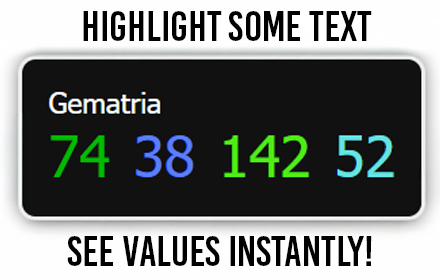 HIGHLIGHT SOME TEXT
Gematria
74 38 142 52
SEE VALUES INSTANTLY!